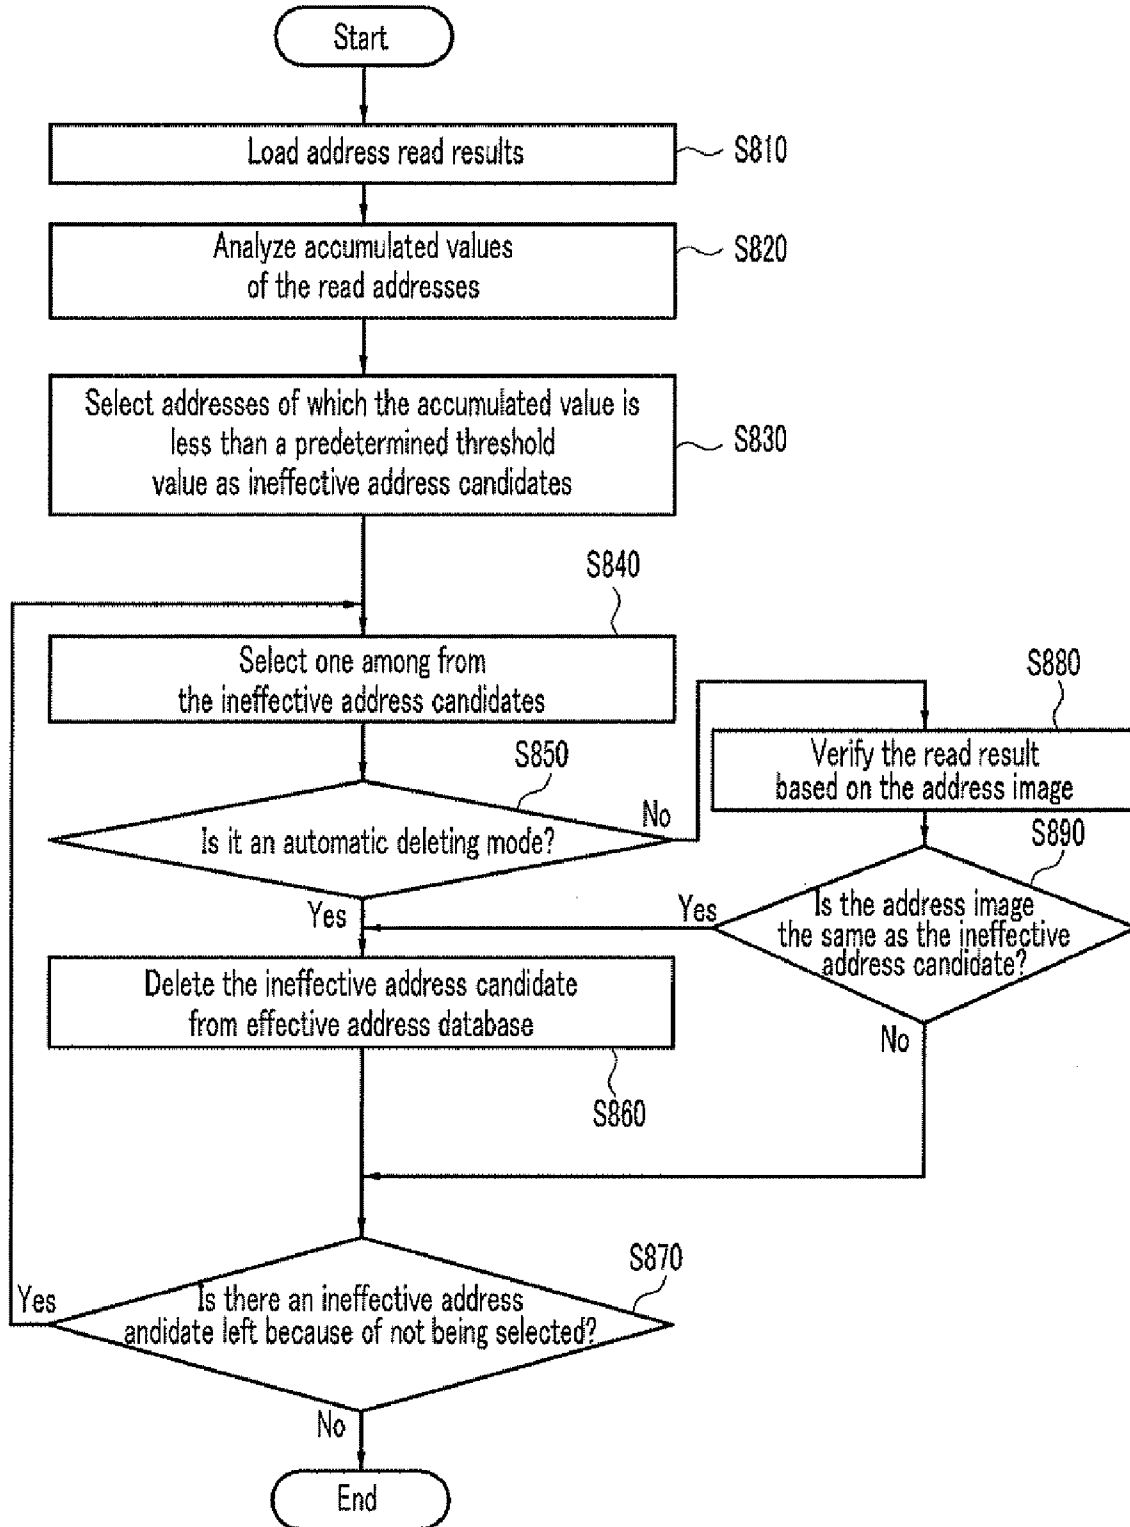 Start
Load address read results
S810
Analyze accumulated values
of the read addresses
S820
Select addresses of which the accumulated value is
less than a predetermined threshold
value as ineffective address candidates
S830
S840
Select one among from
the ineffective address candidates
S850
Is it an automatic deleting mode?
No
Yes
S880
Verify the read result
based on the address image
S890
Is the address image
the same as the ineffective
address candidate?
Yes
No
Delete the ineffective address candidate
from effective address database
S860
S870
Is there an ineffective address
andidate left because of not being selected?
Yes
No
End